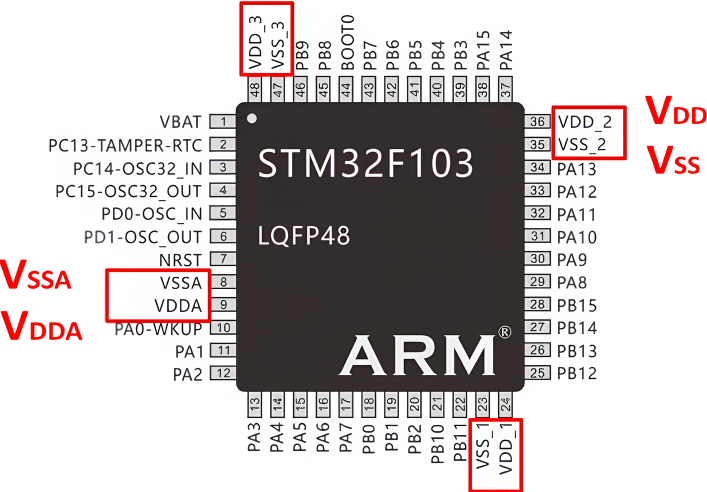 VDD_3
VSS_3
PB9
PB8
BOOT0
PB7
PB6
PB5
PB4
PB3
PA15
PA14
48 47 46 45 44 43 42 41 40 39 38 37
VBAT 1
PC13-TAMPER-RTC 2
PC14-OSC32_IN 3
PC15-OSC32_OUT 4
PD0-OSC_IN 5
PD1-OSC_OUT 6
NRST 7
VSSA 8
VDDA 9
PA0-WKUP 10
PA1 11
PA2 12
VSSA
VDDA
STM32F103
LQFP48
ARM®
36 VDD_2
35 VSS_2
34 PA13
33 PA12
32 PA11
31 PA10
30 PA9
29 PA8
28 PB15
27 PB14
26 PB13
25 PB12
VDD
VSS
13 14 15 16 17 18 19 20 21 22 23 24
PA3
PA4
PA5
PA6
PA7
PB0
PB1
PB2
PB10
PB11
VSS_1
VDD_1